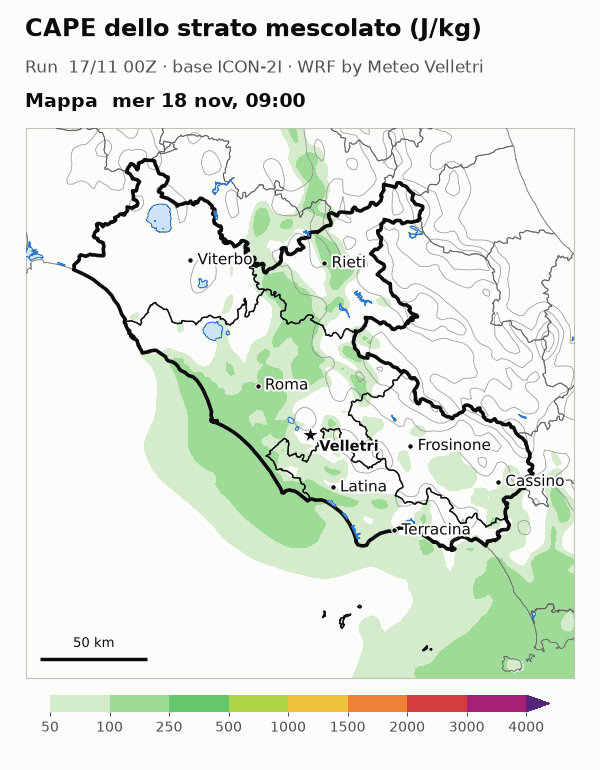 CAPE dello strato mescolato (J/kg)
Run  17/11 00Z · base ICON-2I · WRF by Meteo Velletri
Mappa  mer 18 nov, 09:00
Viterbo
Rieti
Roma
Velletri
Frosinone
Cassino
Latina
Terracina
50 km
50 100 250 500 1000 1500 2000 3000 4000